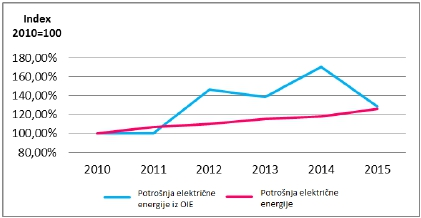 Index
2010=100
180,00%
160,00%
140,00%
120,00%
100,00%
80,00%
2010 2011 2012 2013 2014 2015
Potrošnja električne
energije iz OIE
Potrošnja električne
energije